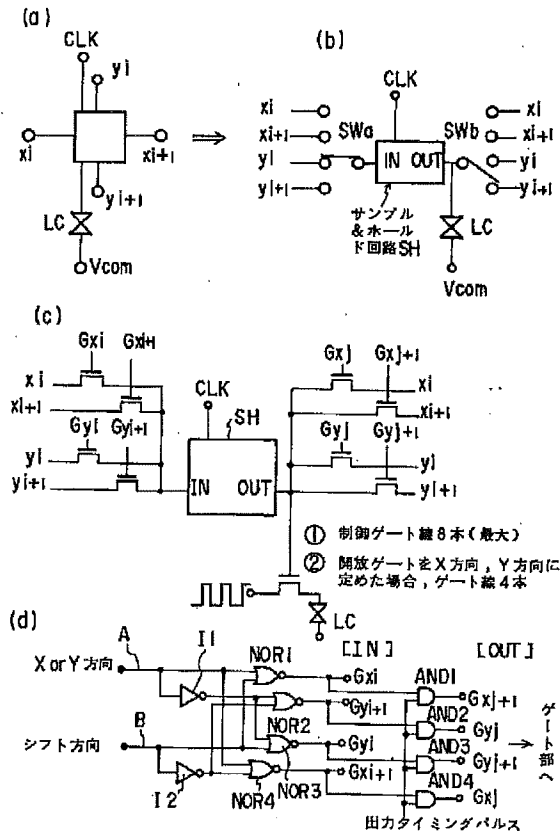 (a)
CLK
yi
xi
xi+1
yi+1
LC
Vcom
(b)
CLK
xi
xi+1
yi
yi+1
SWa
IN OUT
SWb
xi
xi+1
yi
yi+1
サンプル
&ホール
ド回路SH
LC
Vcom
(c)
Gxi
Gxi+1
xi
xi+1
Gyi
Gyi+1
yi
yi+1
CLK
SH
IN OUT
Gxj
Gxj+1
xi
xi+1
Gyj
Gyj+1
yi
yi+1
① 制御ゲート線8本(最大)
② 開放ゲートをX方向,Y方向に
定めた場合,ゲート線4本
LC
(d)
A
I1
X or Y 方向
B
シフト方向
I2
NOR1
NOR2
NOR3
NOR4
[IN]
Gxi
Gyi+1
Gyi
Gxi+1
[OUT]
AND1
Gxj+1
AND2
Gyj
AND3
Gyj+1
AND4
Gxj
ゲート部へ
出力タイミングパルス